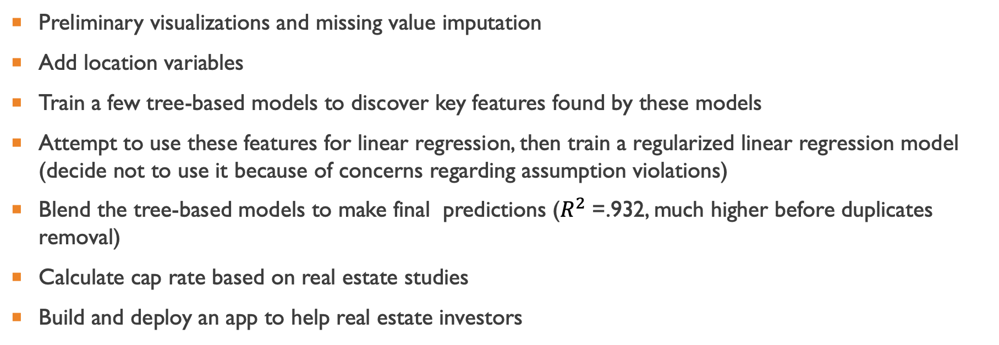 Preliminary visualizations and missing value imputation
Add location variables
Train a few tree-based models to discover key features found by these models
Attempt to use these features for linear regression, then train a regularized linear regression model
(decide not to use it because of concerns regarding assumption violations)
Blend the tree-based models to make final predictions (R² =.932, much higher before duplicates
removal)
Calculate cap rate based on real estate studies
Build and deploy an app to help real estate investors